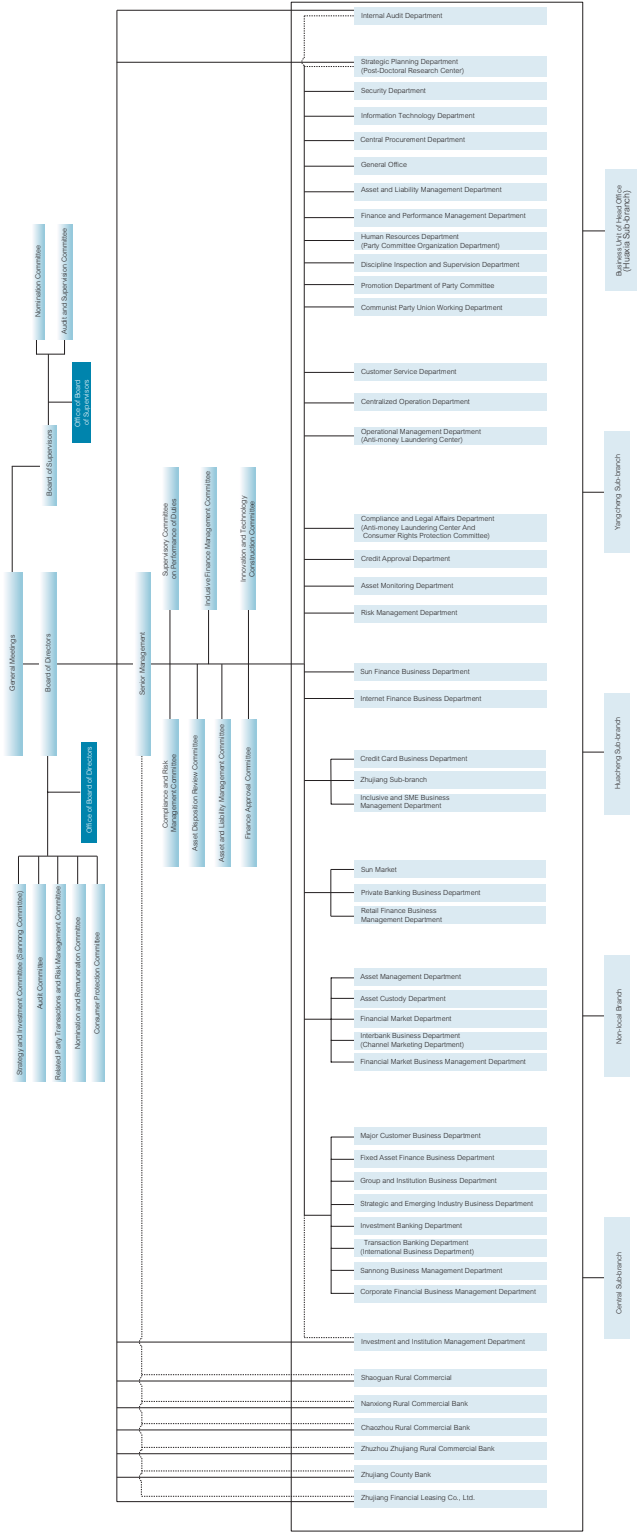 General Meetings
Board of Supervisors
Nomination Committee
Audit and Supervision Committee
Office of Board
of Supervisors
Board of Directors
Office of Board of Directors
Strategy and Investment Committee (Sannong Committee)
Audit Committee
Related Party Transactions and Risk Management Committee
Nomination and Remuneration Committee
Consumer Protection Committee
Senior Management
Supervisory Committee
on Performance of Duties
Inclusive Finance Management Committee
Innovation and Technology
Construction Committee
Compliance and Risk
Management Committee
Asset Disposition Review Committee
Asset and Liability Management Committee
Finance Approval Committee
Internal Audit Department
Strategic Planning Department
(Post-Doctoral Research Center)
Security Department
Information Technology Department
Central Procurement Department
General Office
Asset and Liability Management Department
Finance and Performance Management Department
Human Resources Department
(Party Committee Organization Department)
Discipline Inspection and Supervision Department
Promotion Department of Party Committee
Communist Party Union Working Department
Customer Service Department
Centralized Operation Department
Operational Management Department
(Anti-money Laundering Center)
Compliance and Legal Affairs Department
(Anti-money Laundering Center And
Consumer Rights Protection Committee)
Credit Approval Department
Asset Monitoring Department
Risk Management Department
Sun Finance Business Department
Internet Finance Business Department
Credit Card Business Department
Zhujiang Sub-branch
Inclusive and SME Business
Management Department
Sun Market
Private Banking Business Department
Retail Finance Business
Management Department
Asset Management Department
Asset Custody Department
Financial Market Department
Interbank Business Department
(Channel Marketing Department)
Financial Market Business Management Department
Major Customer Business Department
Fixed Asset Finance Business Department
Group and Institution Business Department
Strategic and Emerging Industry Business Department
Investment Banking Department
Transaction Banking Department
(International Business Department)
Sannong Business Management Department
Corporate Financial Business Management Department
Investment and Institution Management Department
Shaoguan Rural Commercial
Nanxiong Rural Commercial Bank
Chaozhou Rural Commercial Bank
Zhuzhou Zhujiang Rural Commercial Bank
Zhujiang County Bank
Zhujiang Financial Leasing Co., Ltd.
Business Unit of Head Office
(Huaxia Sub-branch)
Yangcheng Sub-branch
Huacheng Sub-branch
Non-local Branch
Central Sub-branch